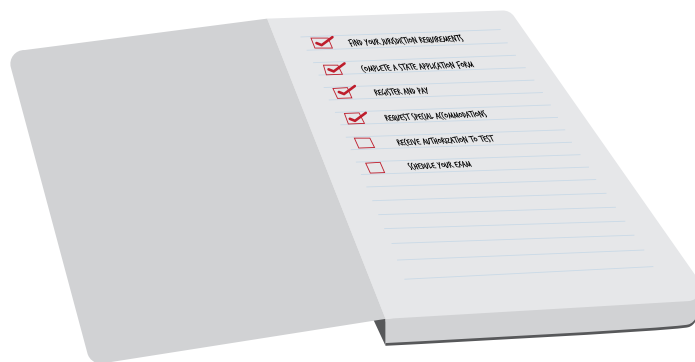 FIND YOUR JURISDICTION REQUIREMENTS
COMPLETE A STATE APPLICATION FORM
REGISTER AND PAY
REQUEST SPECIAL ACCOMMODATIONS
RECEIVE AUTHORIZATION TO TEST
SCHEDULE YOUR EXAM